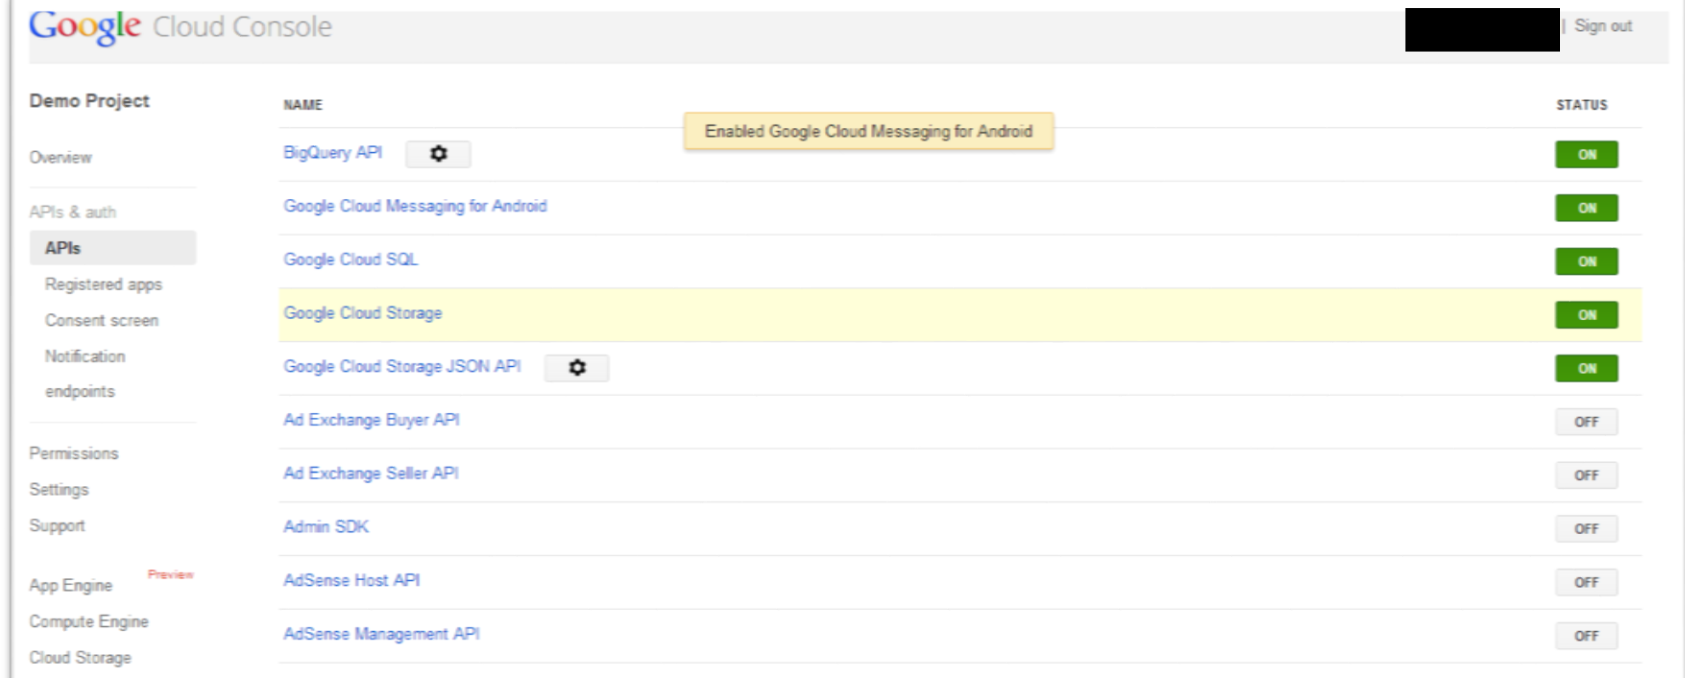 Google Cloud Console
| Sign out
Demo Project
Overview
APIs & auth
APIs
Registered apps
Consent screen
Notification
endpoints
Permissions
Settings
Support
App Engine Preview
Compute Engine
Cloud Storage
NAME STATUS
Enabled Google Cloud Messaging for Android
BigQuery API ON
Google Cloud Messaging for Android ON
Google Cloud SQL ON
Google Cloud Storage ON
Google Cloud Storage JSON API ON
Ad Exchange Buyer API OFF
Ad Exchange Seller API OFF
Admin SDK OFF
AdSense Host API OFF
AdSense Management API OFF